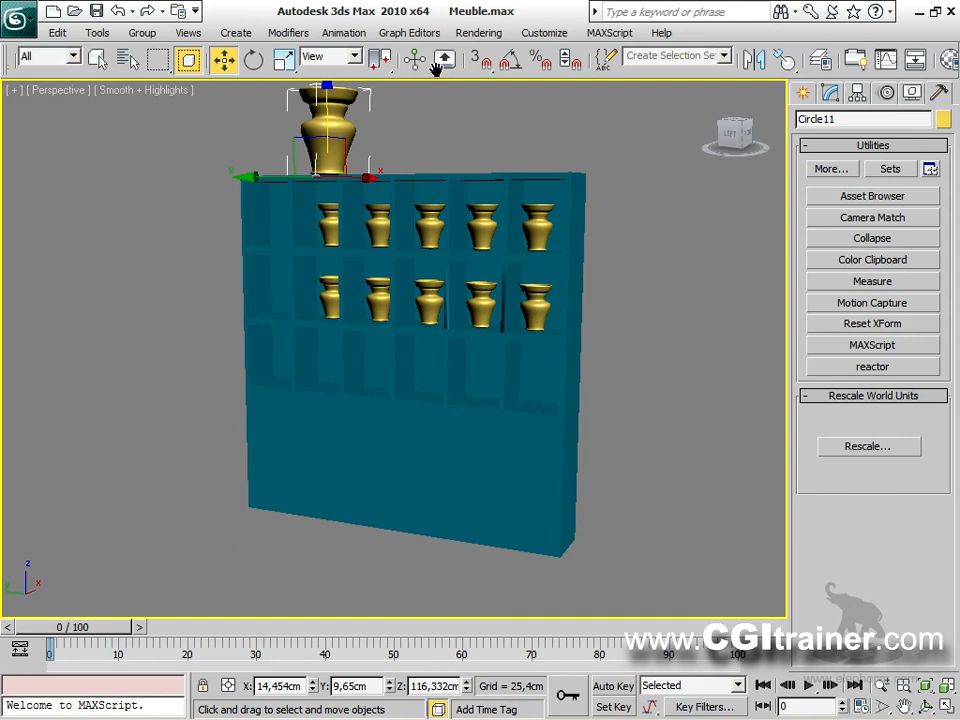 Autodesk 3ds Max 2010 x64 Meuble.max
Type a keyword or phrase
Edit Tools Group Views Create Modifiers Animation Graph Editors Rendering Customize MAXScript Help
All
View
3
Create Selection Se
[ + ] [ Perspective ] [ Smooth + Highlights ]
LEFT
Circle11
Utilities
More... Sets
Asset Browser
Camera Match
Collapse
Color Clipboard
Measure
Motion Capture
Reset XForm
MAXScript
reactor
Rescale World Units
Rescale...
x
y
z
x
y
0 / 100
0 10 20 30 40 50 60 70 80 90 100
www.CGItrainer.com
X: 14,454cm Y: 9,65cm Z: 116,332cm Grid = 25,4cm
Auto Key Selected
Welcome to MAXScript.
Click and drag to select and move objects
Add Time Tag
Set Key Key Filters...
0